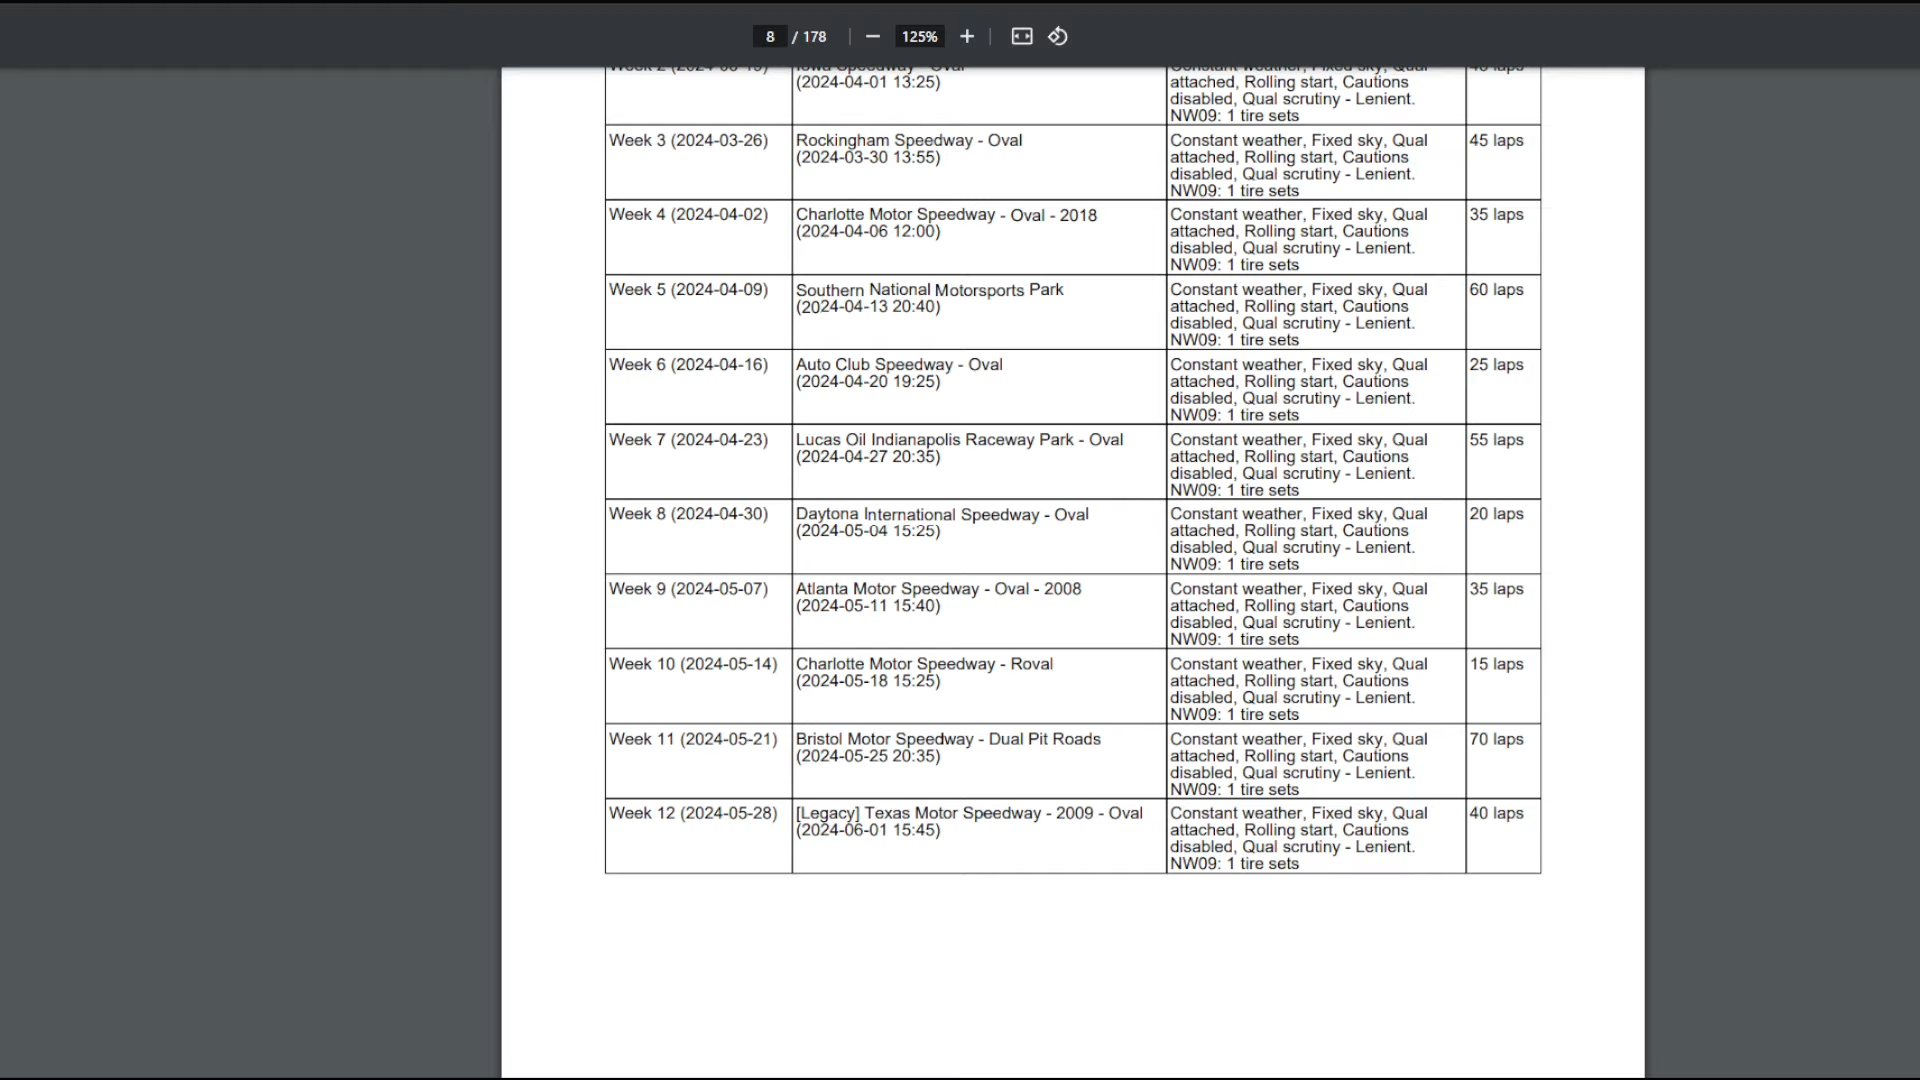 8 / 178 125%
(2024-04-01 13:25)
attached, Rolling start, Cautions
disabled, Qual scrutiny - Lenient.
NW09: 1 tire sets
Week 3 (2024-03-26) Rockingham Speedway - Oval Constant weather, Fixed sky, Qual 45 laps
(2024-03-30 13:55) attached, Rolling start, Cautions
disabled, Qual scrutiny - Lenient.
NW09: 1 tire sets
Week 4 (2024-04-02) Charlotte Motor Speedway - Oval - 2018 Constant weather, Fixed sky, Qual 35 laps
(2024-04-06 12:00) attached, Rolling start, Cautions
disabled, Qual scrutiny - Lenient.
NW09: 1 tire sets
Week 5 (2024-04-09) Southern National Motorsports Park Constant weather, Fixed sky, Qual 60 laps
(2024-04-13 20:40) attached, Rolling start, Cautions
disabled, Qual scrutiny - Lenient.
NW09: 1 tire sets
Week 6 (2024-04-16) Auto Club Speedway - Oval Constant weather, Fixed sky, Qual 25 laps
(2024-04-20 19:25) attached, Rolling start, Cautions
disabled, Qual scrutiny - Lenient.
NW09: 1 tire sets
Week 7 (2024-04-23) Lucas Oil Indianapolis Raceway Park - Oval Constant weather, Fixed sky, Qual 55 laps
(2024-04-27 20:35) attached, Rolling start, Cautions
disabled, Qual scrutiny - Lenient.
NW09: 1 tire sets
Week 8 (2024-04-30) Daytona International Speedway - Oval Constant weather, Fixed sky, Qual 20 laps
(2024-05-04 15:25) attached, Rolling start, Cautions
disabled, Qual scrutiny - Lenient.
NW09: 1 tire sets
Week 9 (2024-05-07) Atlanta Motor Speedway - Oval - 2008 Constant weather, Fixed sky, Qual 35 laps
(2024-05-11 15:40) attached, Rolling start, Cautions
disabled, Qual scrutiny - Lenient.
NW09: 1 tire sets
Week 10 (2024-05-14) Charlotte Motor Speedway - Roval Constant weather, Fixed sky, Qual 15 laps
(2024-05-18 15:25) attached, Rolling start, Cautions
disabled, Qual scrutiny - Lenient.
NW09: 1 tire sets
Week 11 (2024-05-21) Bristol Motor Speedway - Dual Pit Roads Constant weather, Fixed sky, Qual 70 laps
(2024-05-25 20:35) attached, Rolling start, Cautions
disabled, Qual scrutiny - Lenient.
NW09: 1 tire sets
Week 12 (2024-05-28) [Legacy] Texas Motor Speedway - 2009 - Oval Constant weather, Fixed sky, Qual 40 laps
(2024-06-01 15:45) attached, Rolling start, Cautions
disabled, Qual scrutiny - Lenient.
NW09: 1 tire sets